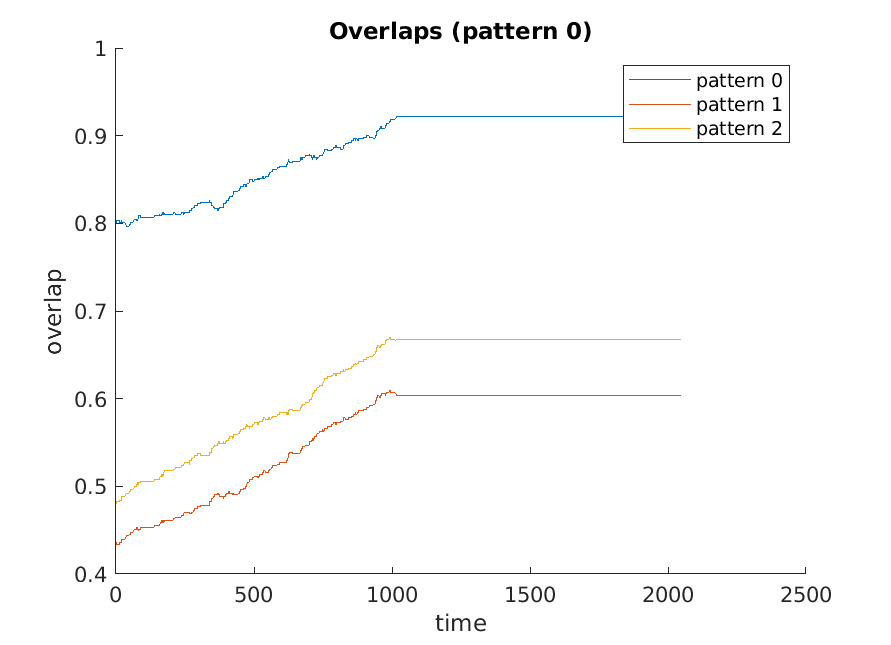 Overlaps (pattern 0)
1
0.9
0.8
0.7
0.6
0.5
0.4
overlap
pattern 0
pattern 1
pattern 2
0 500 1000 1500 2000 2500
time